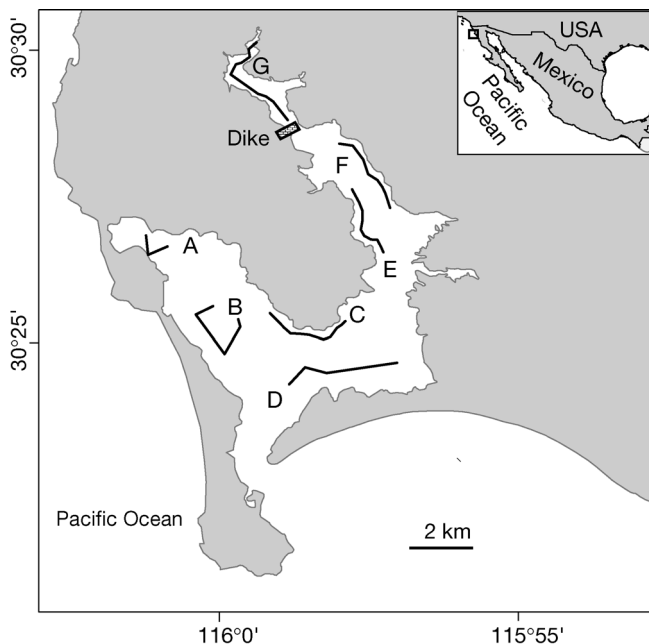 30°30'
USA
Mexico
Pacific
Ocean
G
Dike
F
A
E
B
C
30°25'
D
Pacific Ocean
2 km
116°0'
115°55'